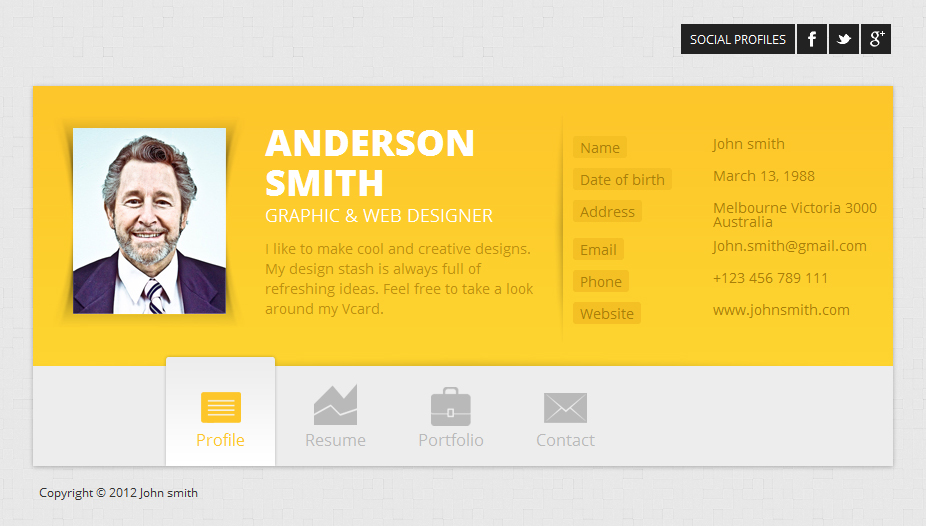 SOCIAL PROFILES f g+
ANDERSON
SMITH
GRAPHIC & WEB DESIGNER
I like to make cool and creative designs.
My design stash is always full of
refreshing ideas. Feel free to take a look
around my Vcard.
Name John smith
Date of birth March 13, 1988
Address Melbourne Victoria 3000
Australia
Email John.smith@gmail.com
Phone +123 456 789 111
Website www.johnsmith.com
Profile Resume Portfolio Contact
Copyright © 2012 John smith